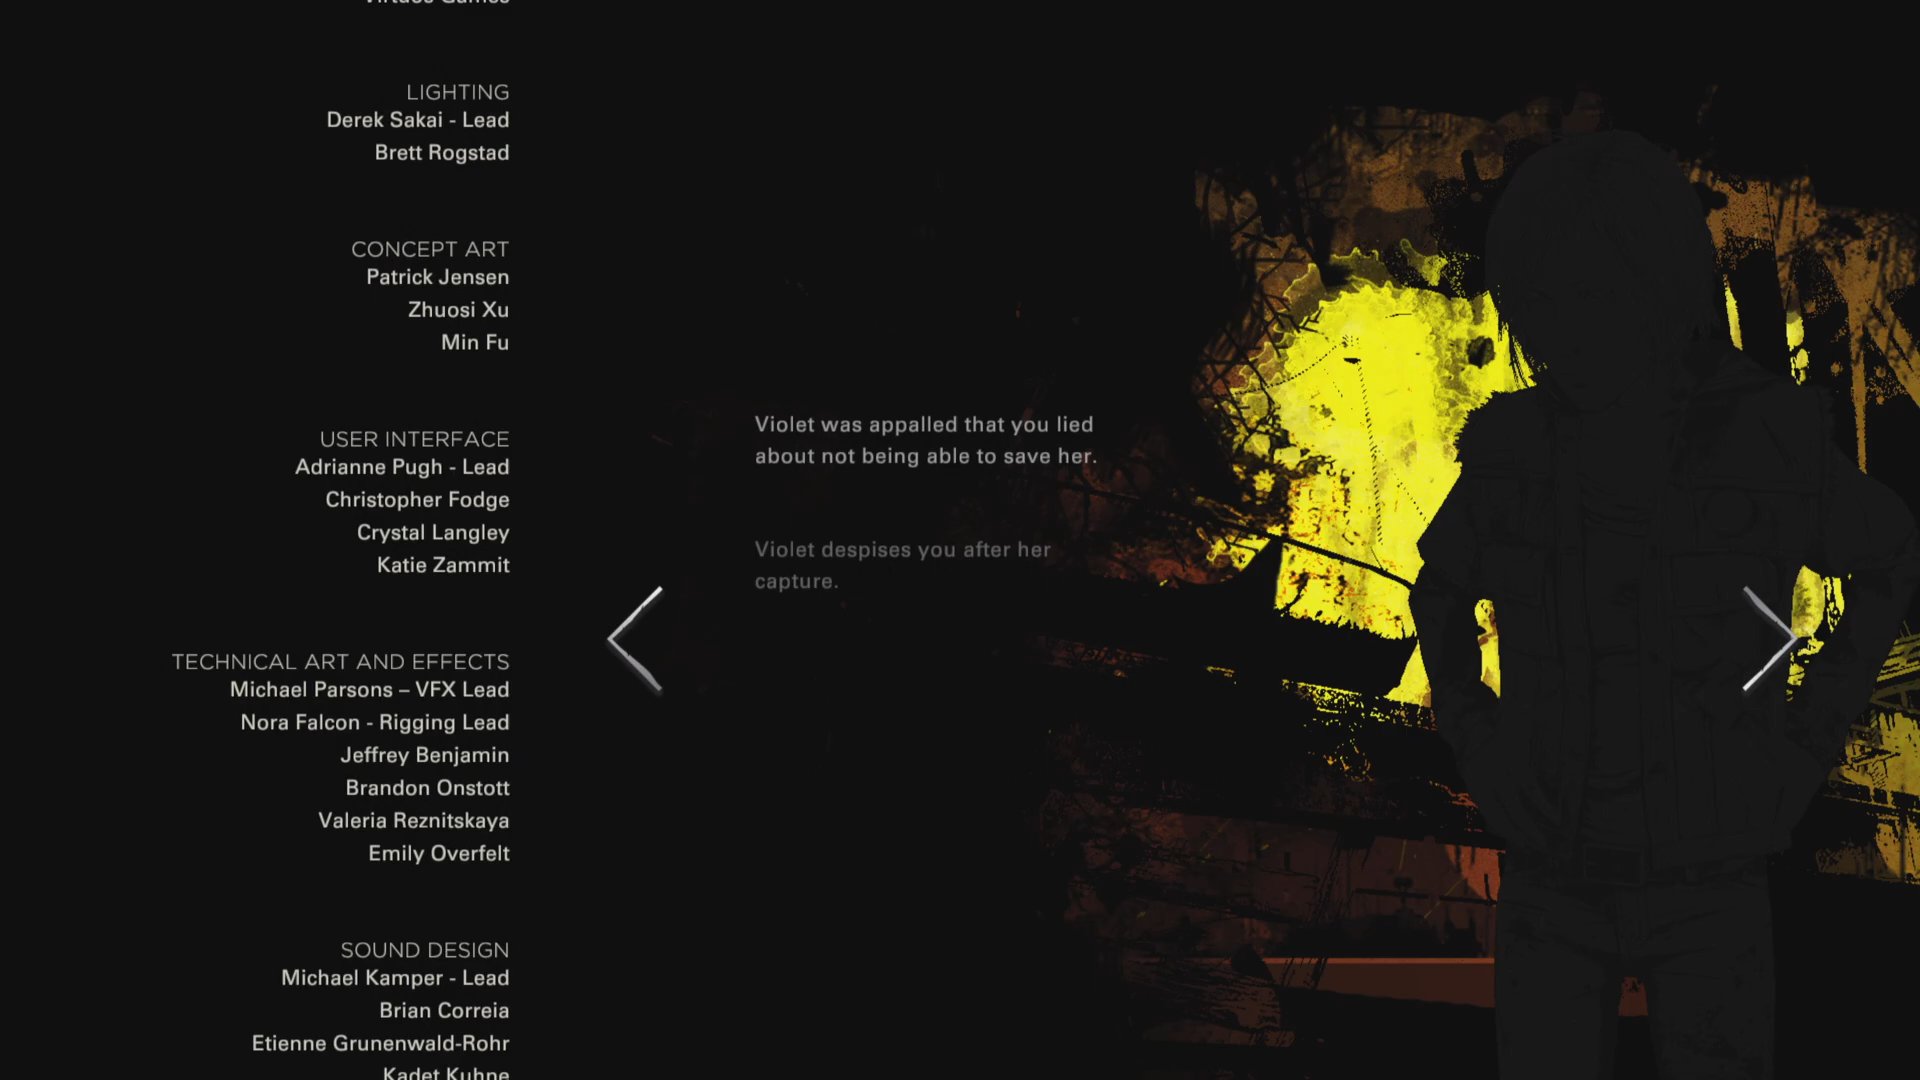 Virtuos Games
LIGHTING
Derek Sakai - Lead
Brett Rogstad
CONCEPT ART
Patrick Jensen
Zhuosi Xu
Min Fu
USER INTERFACE
Adrianne Pugh - Lead
Christopher Fodge
Crystal Langley
Katie Zammit
TECHNICAL ART AND EFFECTS
Michael Parsons – VFX Lead
Nora Falcon - Rigging Lead
Jeffrey Benjamin
Brandon Onstott
Valeria Reznitskaya
Emily Overfelt
SOUND DESIGN
Michael Kamper - Lead
Brian Correia
Etienne Grunenwald-Rohr
Kadet Kuhne
Violet was appalled that you lied
about not being able to save her.
Violet despises you after her
capture.